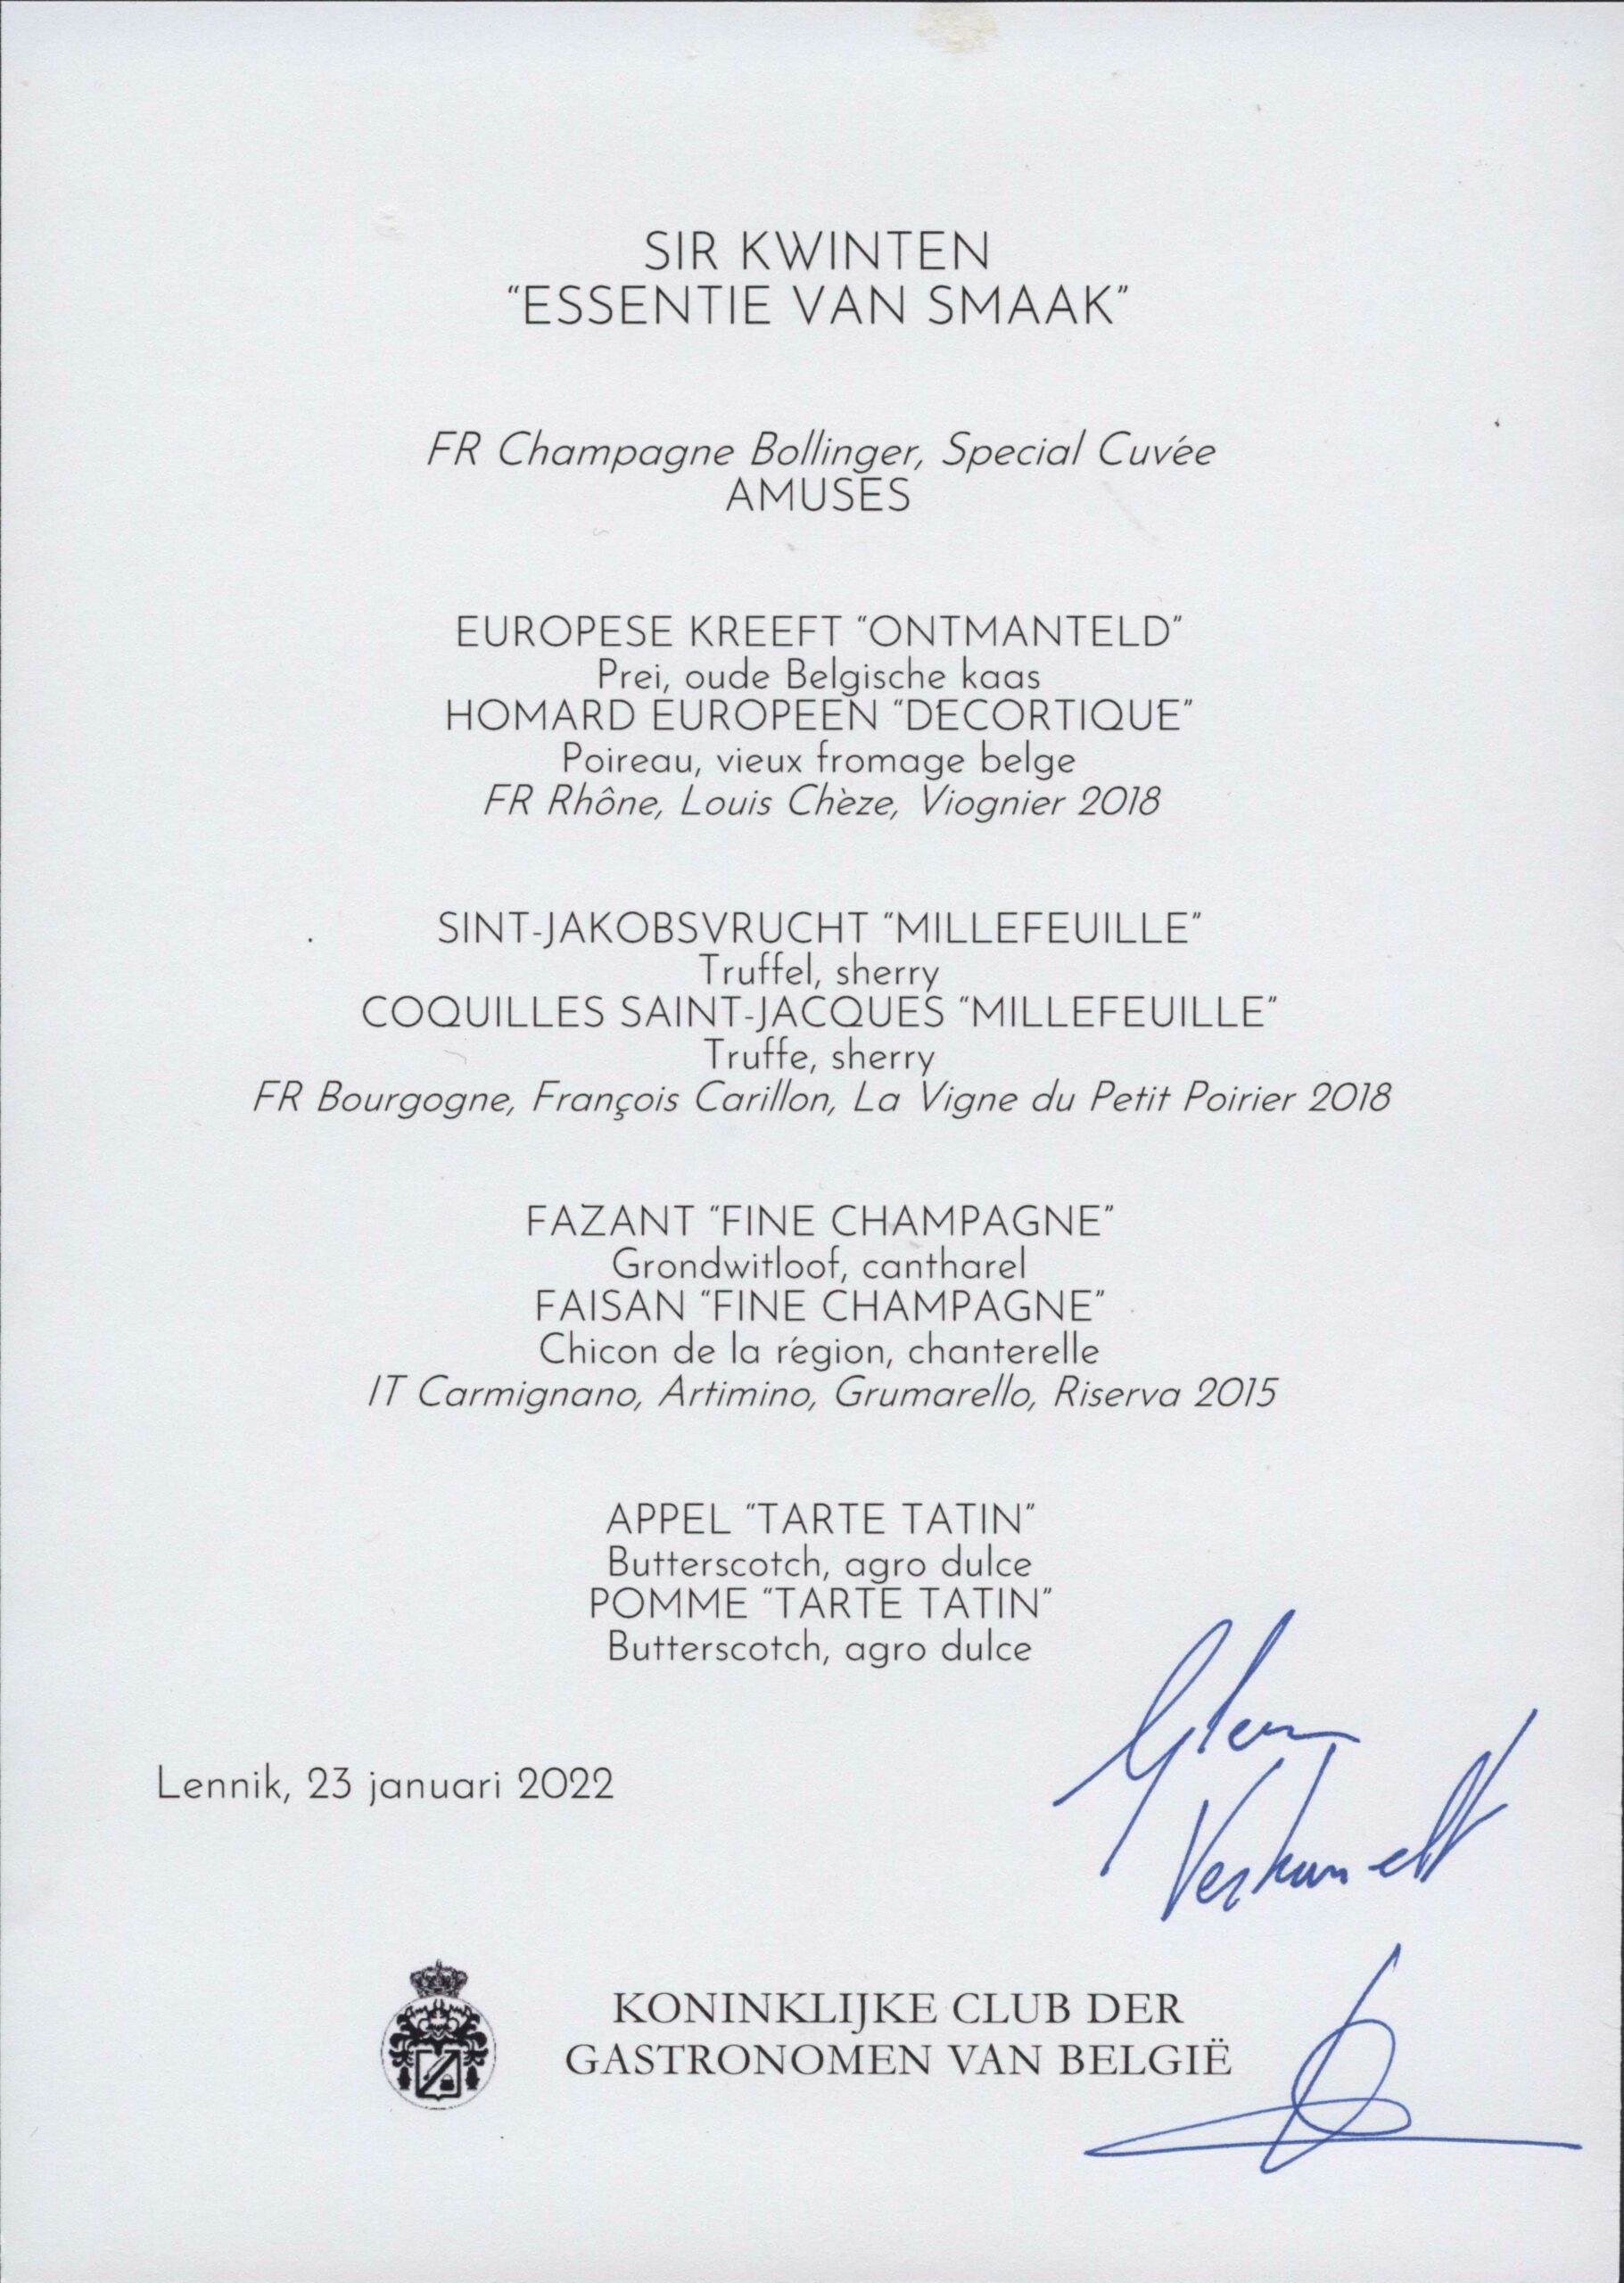 SIR KWINTEN
“ESSENTIE VAN SMAAK”
FR Champagne Bollinger, Special Cuvée
AMUSES
EUROPESE KREEFT “ONTMANTELD”
Prei, oude Belgische kaas
HOMARD EUROPEEN “DECORTIQUE”
Poireau, vieux fromage belge
FR Rhône, Louis Chèze, Viognier 2018
SINT-JAKOBSVRUCHT “MILLEFEUILLE”
Truffel, sherry
COQUILLES SAINT-JACQUES “MILLEFEUILLE”
Truffe, sherry
FR Bourgogne, François Carillon, La Vigne du Petit Poirier 2018
FAZANT “FINE CHAMPAGNE”
Grondwitloof, cantharel
FAISAN “FINE CHAMPAGNE”
Chicon de la région, chanterelle
IT Carmignano, Artimino, Grumarello, Riserva 2015
APPEL “TARTE TATIN”
Butterscotch, agro dulce
POMME “TARTE TATIN”
Butterscotch, agro dulce
Lennik, 23 januari 2022
KONINKLIJKE CLUB DER
GASTRONOMEN VAN BELGIË